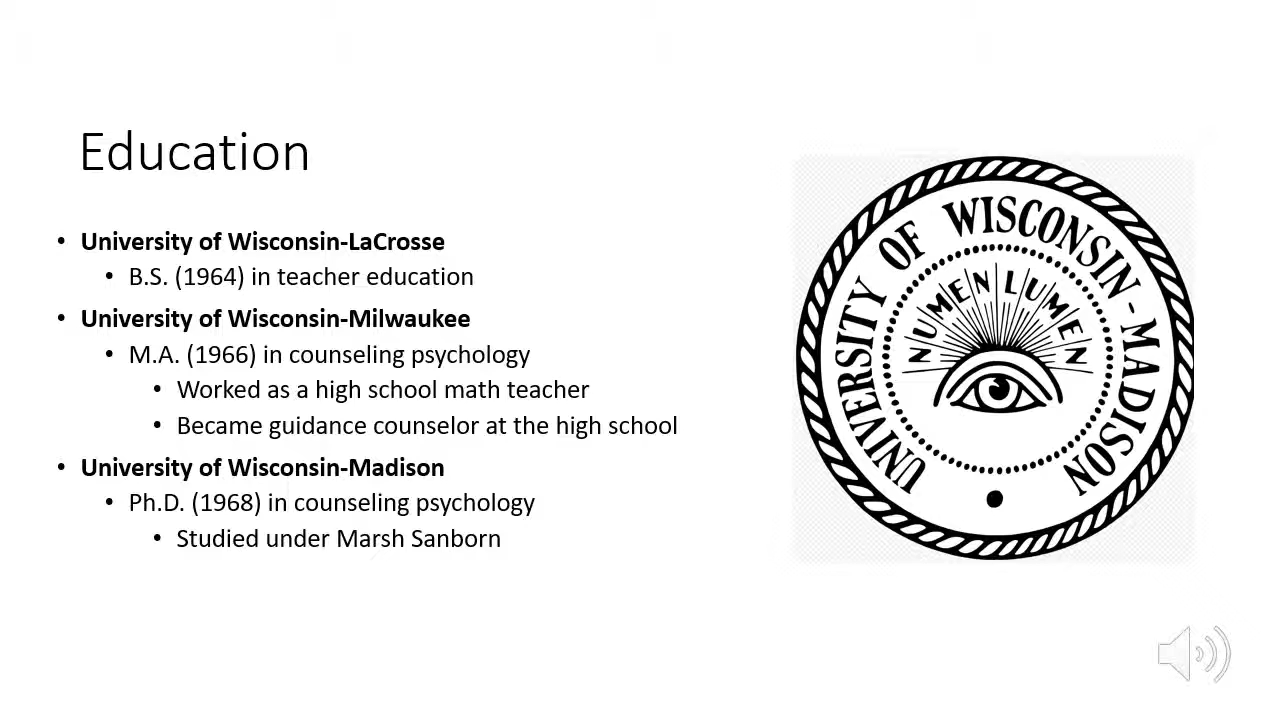 Education
• University of Wisconsin-LaCrosse
• B.S. (1964) in teacher education
• University of Wisconsin-Milwaukee
• M.A. (1966) in counseling psychology
• Worked as a high school math teacher
• Became guidance counselor at the high school
• University of Wisconsin-Madison
• Ph.D. (1968) in counseling psychology
• Studied under Marsh Sanborn
UNIVERSITY OF WISCONSIN-MADISON
NUMEN LUMEN